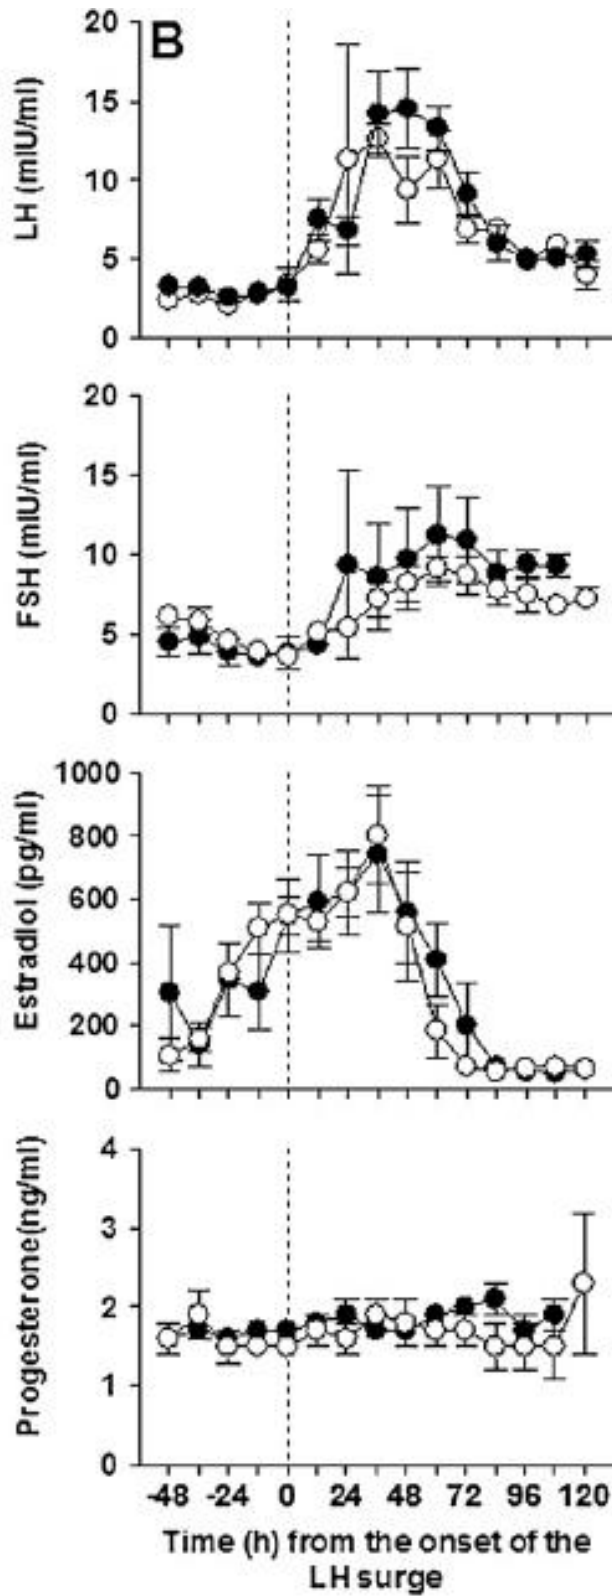 B
LH (mIU/ml)
20
15
10
5
0
FSH (mIU/ml)
20
15
10
5
0
Estradiol (pg/ml)
1000
800
600
400
200
0
Progesterone(ng/ml)
4
3
2
1
0
-48 -24 0 24 48 72 96 120
Time (h) from the onset of the
LH surge